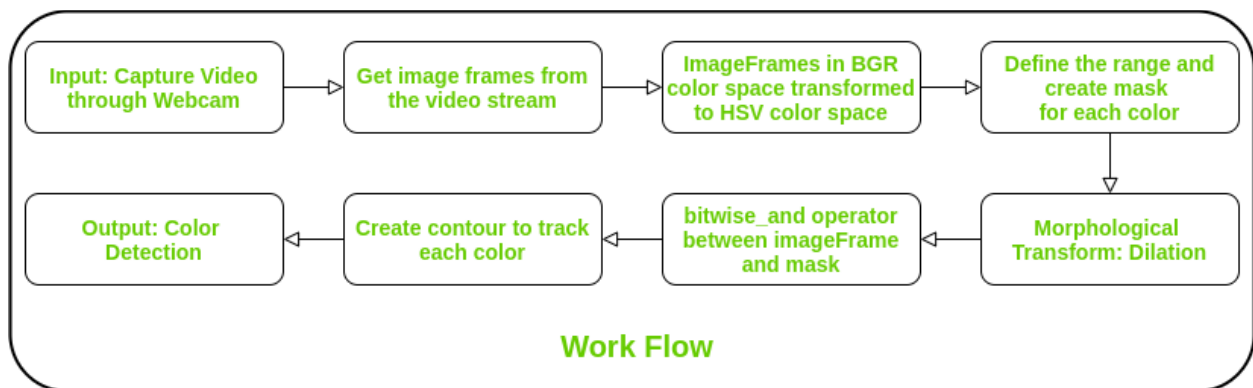 Input: Capture Video
through Webcam
Get image frames from
the video stream
ImageFrames in BGR
color space transformed
to HSV color space
Define the range and
create mask
for each color
Morphological
Transform: Dilation
bitwise_and operator
between imageFrame
and mask
Create contour to track
each color
Output: Color
Detection
Work Flow